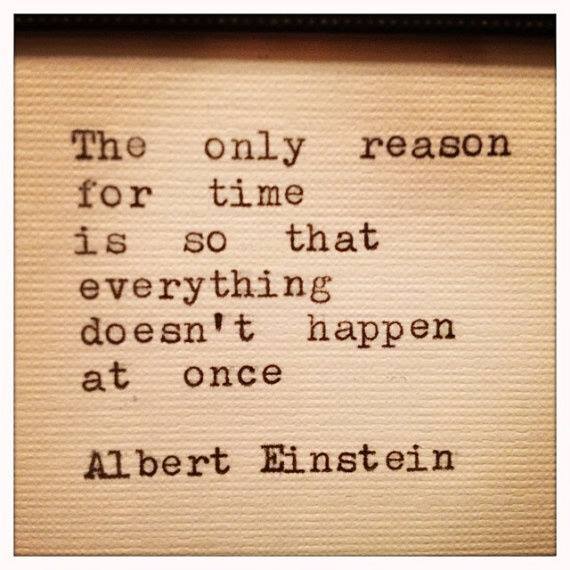 The only reason
for time
is so that
everything
doesn't happen
at once
Albert Einstein